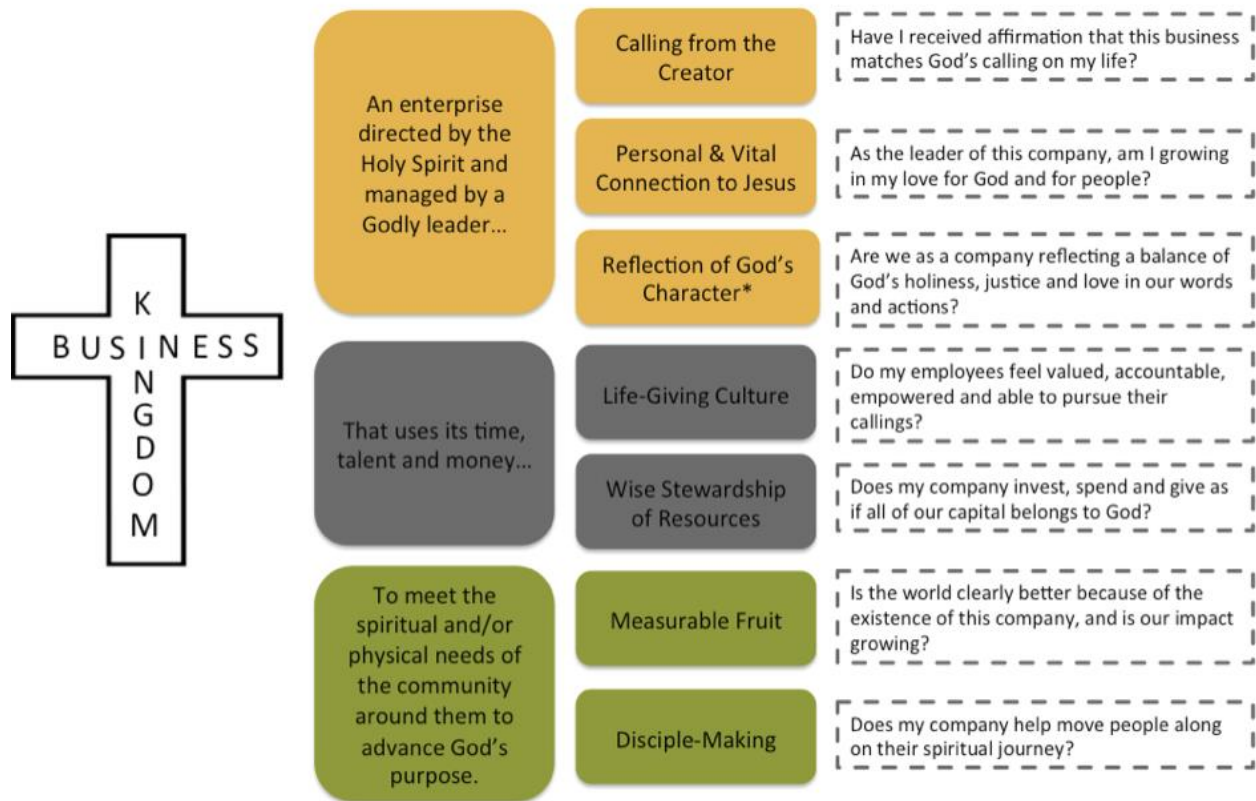 BUSINESS
KINGDOM
An enterprise
directed by the
Holy Spirit and
managed by a
Godly leader...
Calling from the
Creator
Have I received affirmation that this business
matches God's calling on my life?
Personal & Vital
Connection to Jesus
As the leader of this company, am I growing
in my love for God and for people?
Reflection of God's
Character*
Are we as a company reflecting a balance of
God's holiness, justice and love in our words
and actions?
That uses its time,
talent and money...
Life-Giving Culture
Do my employees feel valued, accountable,
empowered and able to pursue their
callings?
Wise Stewardship
of Resources
Does my company invest, spend and give as
if all of our capital belongs to God?
To meet the
spiritual and/or
physical needs of
the community
around them to
advance God's
purpose.
Measurable Fruit
Is the world clearly better because of the
existence of this company, and is our impact
growing?
Disciple-Making
Does my company help move people along
on their spiritual journey?